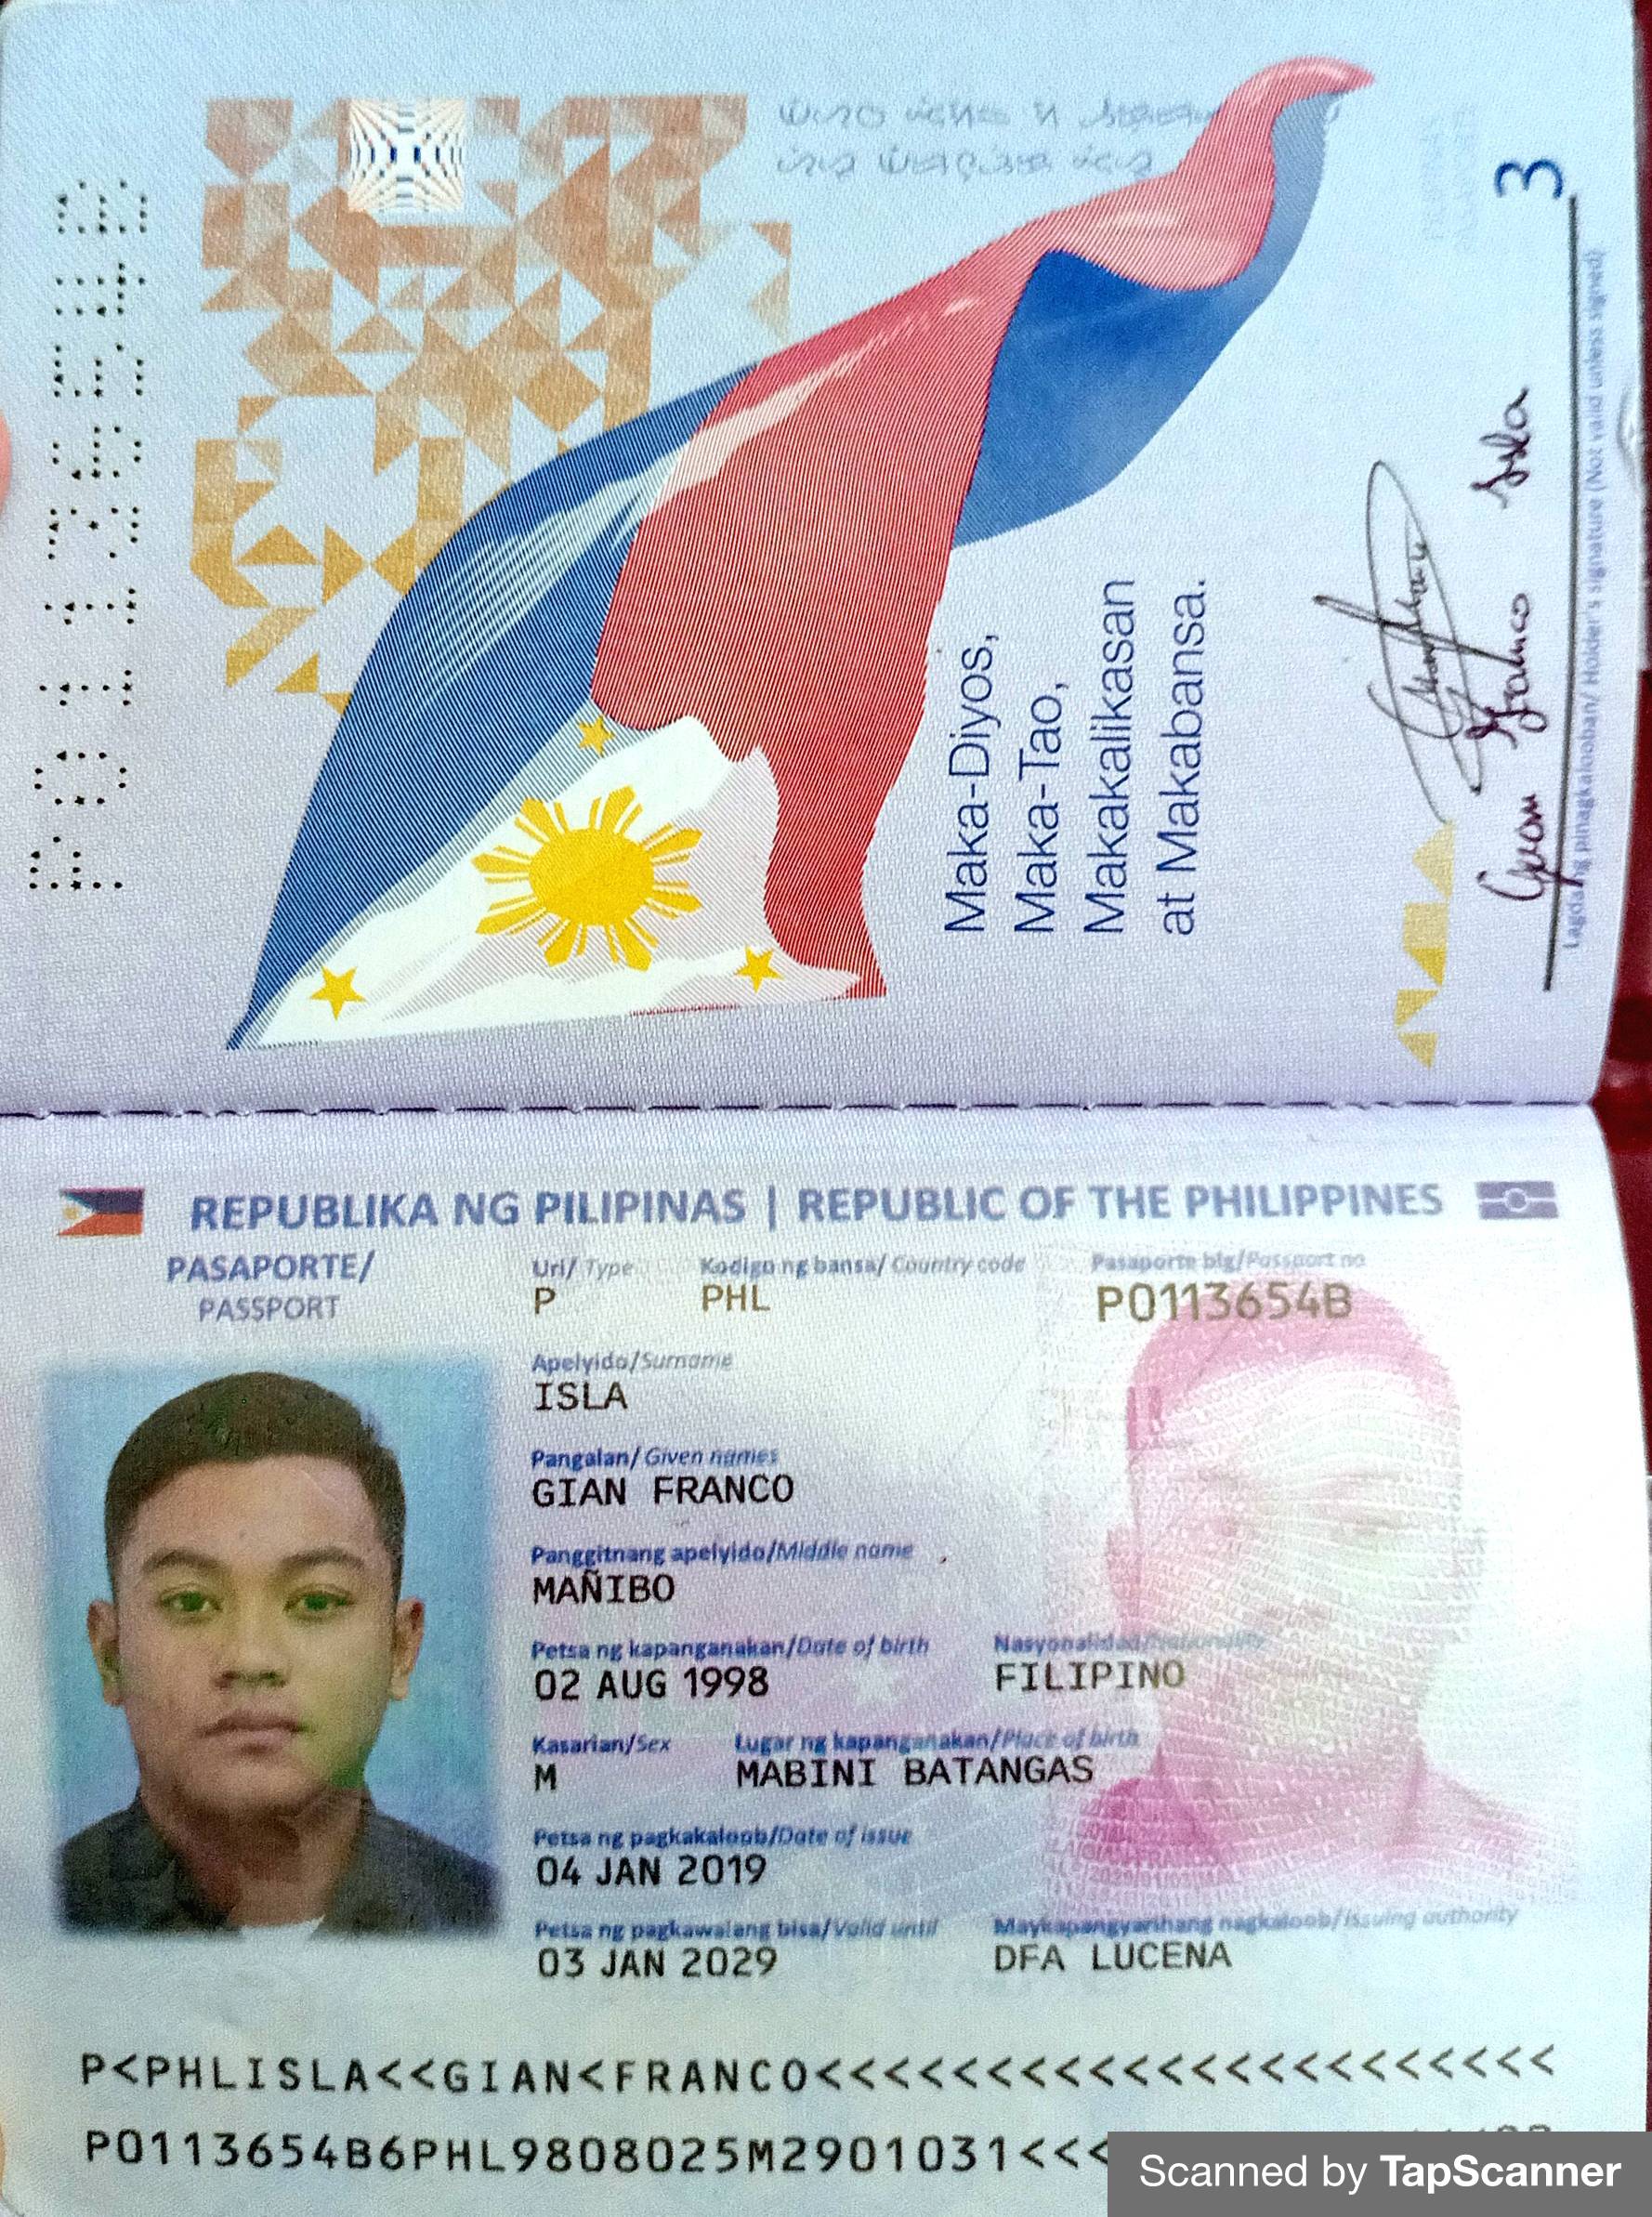 P0113654B
Maka-Diyos,
Maka-Tao,
Makakalikasan
at Makabansa.
Gian Franco Isla
3
Lagda ng pinagkalooban/ Holder's signature (Not valid unless signed)
REPUBLIKA NG PILIPINAS | REPUBLIC OF THE PHILIPPINES
PASAPORTE/
PASSPORT
Uri/ Type
Kodigo ng bansa/ Country code
Pasaporte blg/Passport no
P
PHL
P0113654B
Apelyido/Surname
ISLA
Pangalan/ Given names
GIAN FRANCO
Panggitnang apelyido/Middle name
MAÑIBO
Petsa ng kapanganakan/Date of birth
Nasyonalidad/Nationality
02 AUG 1998
FILIPINO
Kasarian/Sex
Lugar ng kapanganakan/Place of birth
M
MABINI BATANGAS
Petsa ng pagkakaloob/Date of issue
04 JAN 2019
Petsa ng pagkawalang bisa/Valid until
Maykapangyarihang nagkaloob/Issuing authority
03 JAN 2029
DFA LUCENA
P<PHLISLA<<GIAN<FRANCO<<<<<<<<<<<<<<<<<<<<<<
P0113654B6PHL9808025M2901031<<<
Scanned by TapScanner